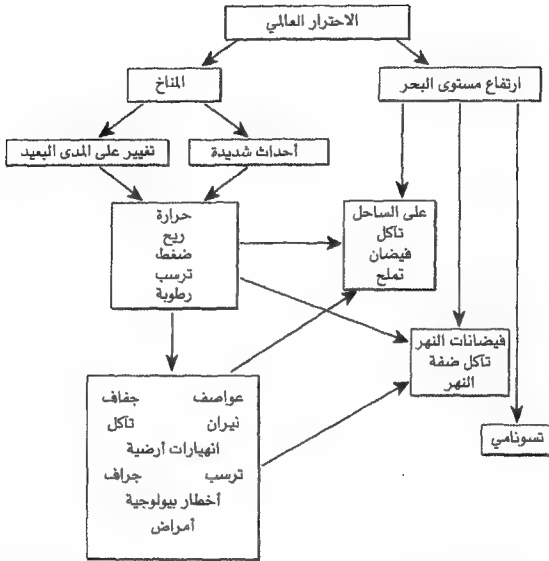 الاحترار العالمي
المناخ
ارتفاع مستوى البحر
تغيير على المدى البعيد
أحداث شديدة
حرارة
ريح
ضغط
ترسب
رطوبة
على الساحل
تآكل
فيضان
تملح
فيضانات النهر
تآكل ضفة
النهر
تسونامي
عواصف جفاف
نيران تآكل
انهيارات أرضية
ترسب جراف
أخطار بيولوجية
أمراض